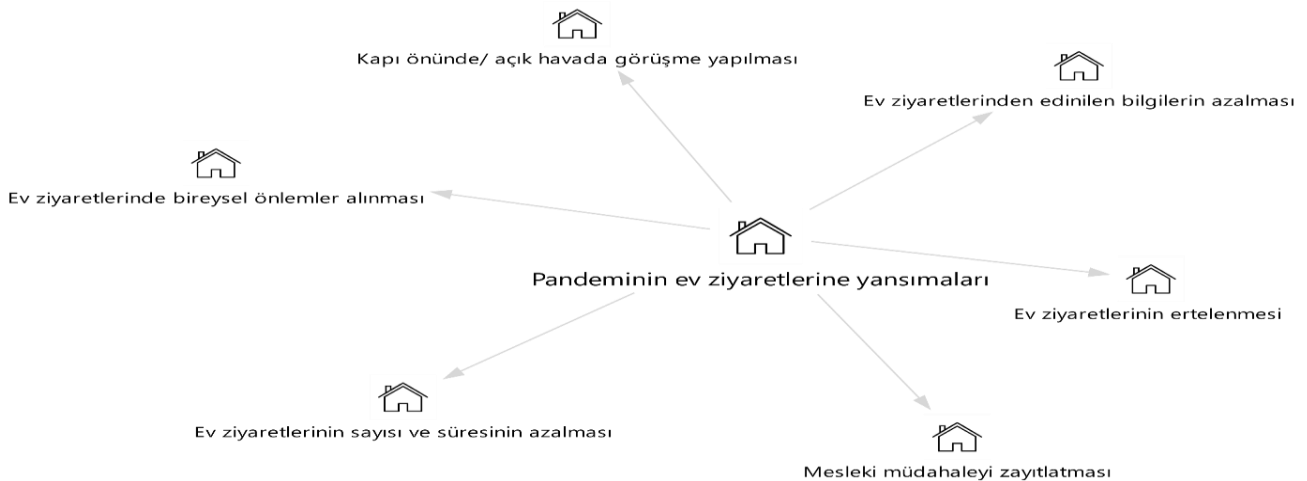 Kapı önünde/ açık havada görüşme yapılması
Ev ziyaretlerinden edinilen bilgilerin azalması
Ev ziyaretlerinde bireysel önlemler alınması
Pandeminin ev ziyaretlerine yansımaları
Ev ziyaretlerinin ertelenmesi
Ev ziyaretlerinin sayısı ve süresinin azalması
Mesleki müdahaleyi zayıtlatması